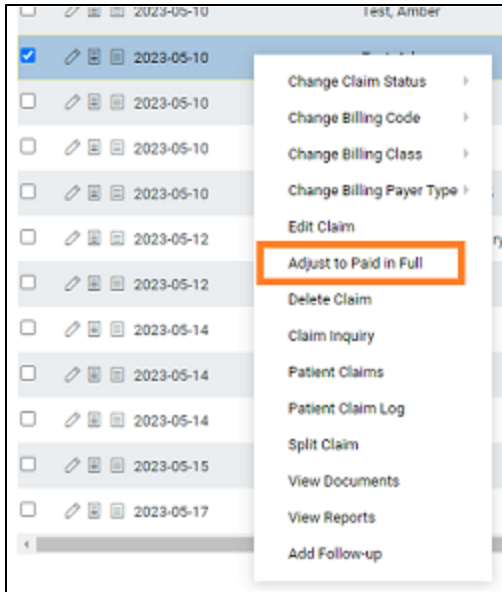 2023-05-10 Test, Amber
2023-05-10
Change Claim Status
2023-05-10
Change Billing Code
2023-05-10
Change Billing Class
2023-05-10
Change Billing Payer Type
Edit Claim
2023-05-12
Adjust to Paid in Full
2023-05-12
Delete Claim
2023-05-14
Claim Inquiry
2023-05-14
Patient Claims
2023-05-14
Patient Claim Log
2023-05-15
Split Claim
View Documents
2023-05-17
View Reports
Add Follow-up